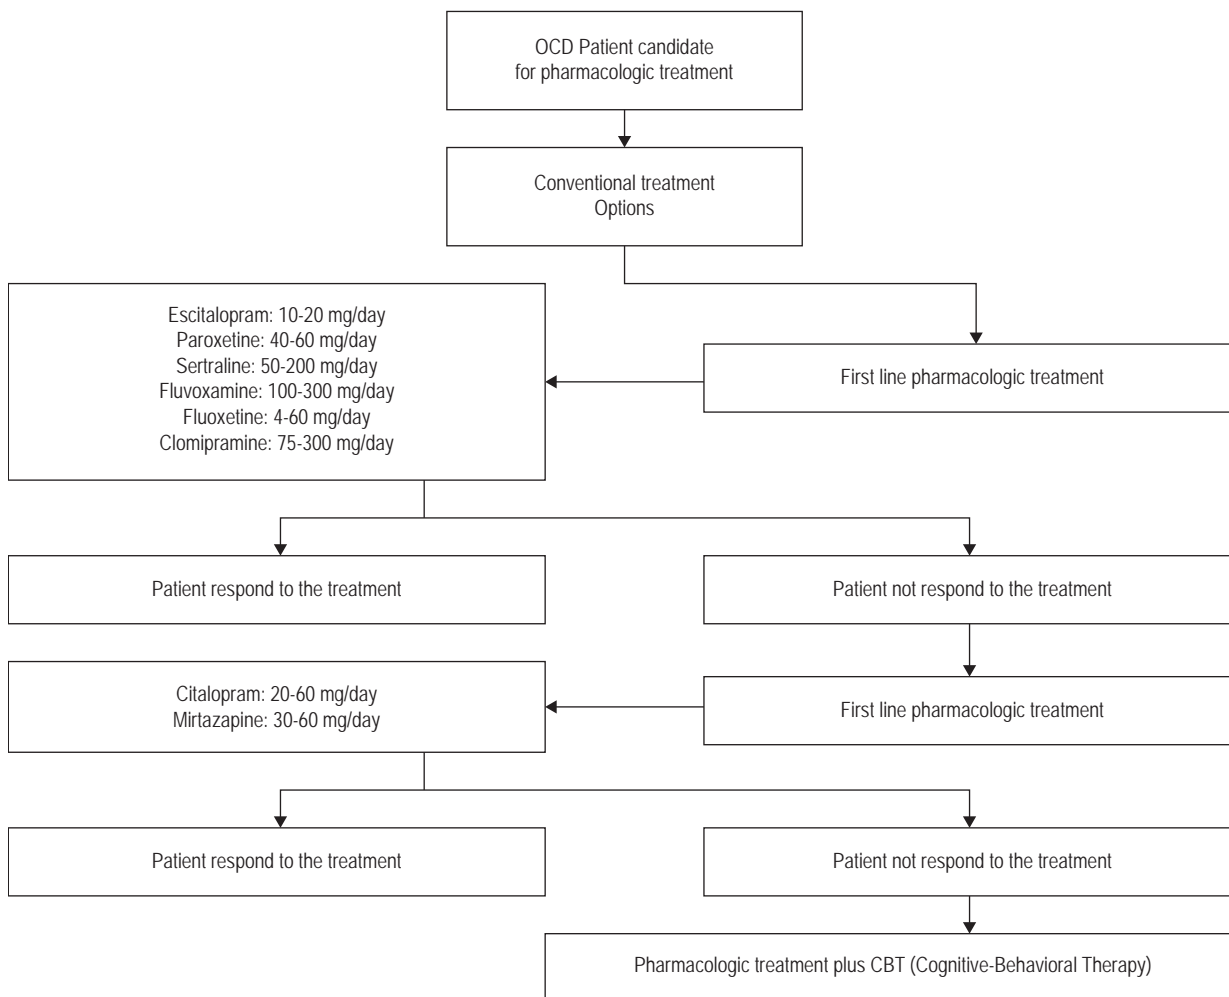 OCD Patient candidate
for pharmacologic treatment
Conventional treatment
Options
Escitalopram: 10-20 mg/day
Paroxetine: 40-60 mg/day
Sertraline: 50-200 mg/day
Fluvoxamine: 100-300 mg/day
Fluoxetine: 4-60 mg/day
Clomipramine: 75-300 mg/day
First line pharmacologic treatment
Patient respond to the treatment
Patient not respond to the treatment
Citalopram: 20-60 mg/day
Mirtazapine: 30-60 mg/day
First line pharmacologic treatment
Patient respond to the treatment
Patient not respond to the treatment
Pharmacologic treatment plus CBT (Cognitive-Behavioral Therapy)